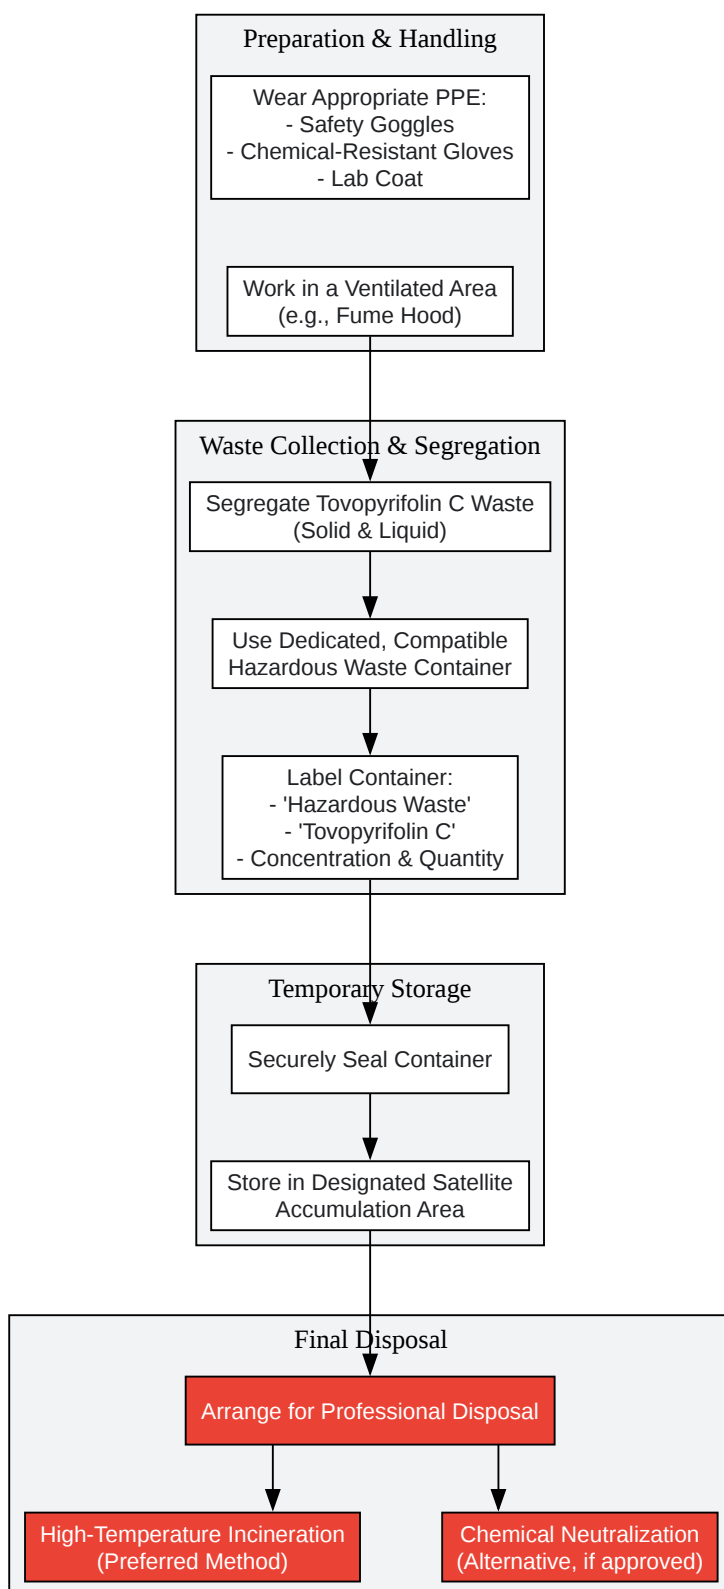 Preparation & Handling
Wear Appropriate PPE:
- Safety Goggles
- Chemical-Resistant Gloves
- Lab Coat
Work in a Ventilated Area
(e.g., Fume Hood)
Waste Collection & Segregation
Segregate Tovopyrifolin C Waste
(Solid & Liquid)
Use Dedicated, Compatible
Hazardous Waste Container
Label Container:
- 'Hazardous Waste'
- 'Tovopyrifolin C'
- Concentration & Quantity
Temporary Storage
Securely Seal Container
Store in Designated Satellite
Accumulation Area
Final Disposal
Arrange for Professional Disposal
High-Temperature Incineration
(Preferred Method)
Chemical Neutralization
(Alternative, if approved)